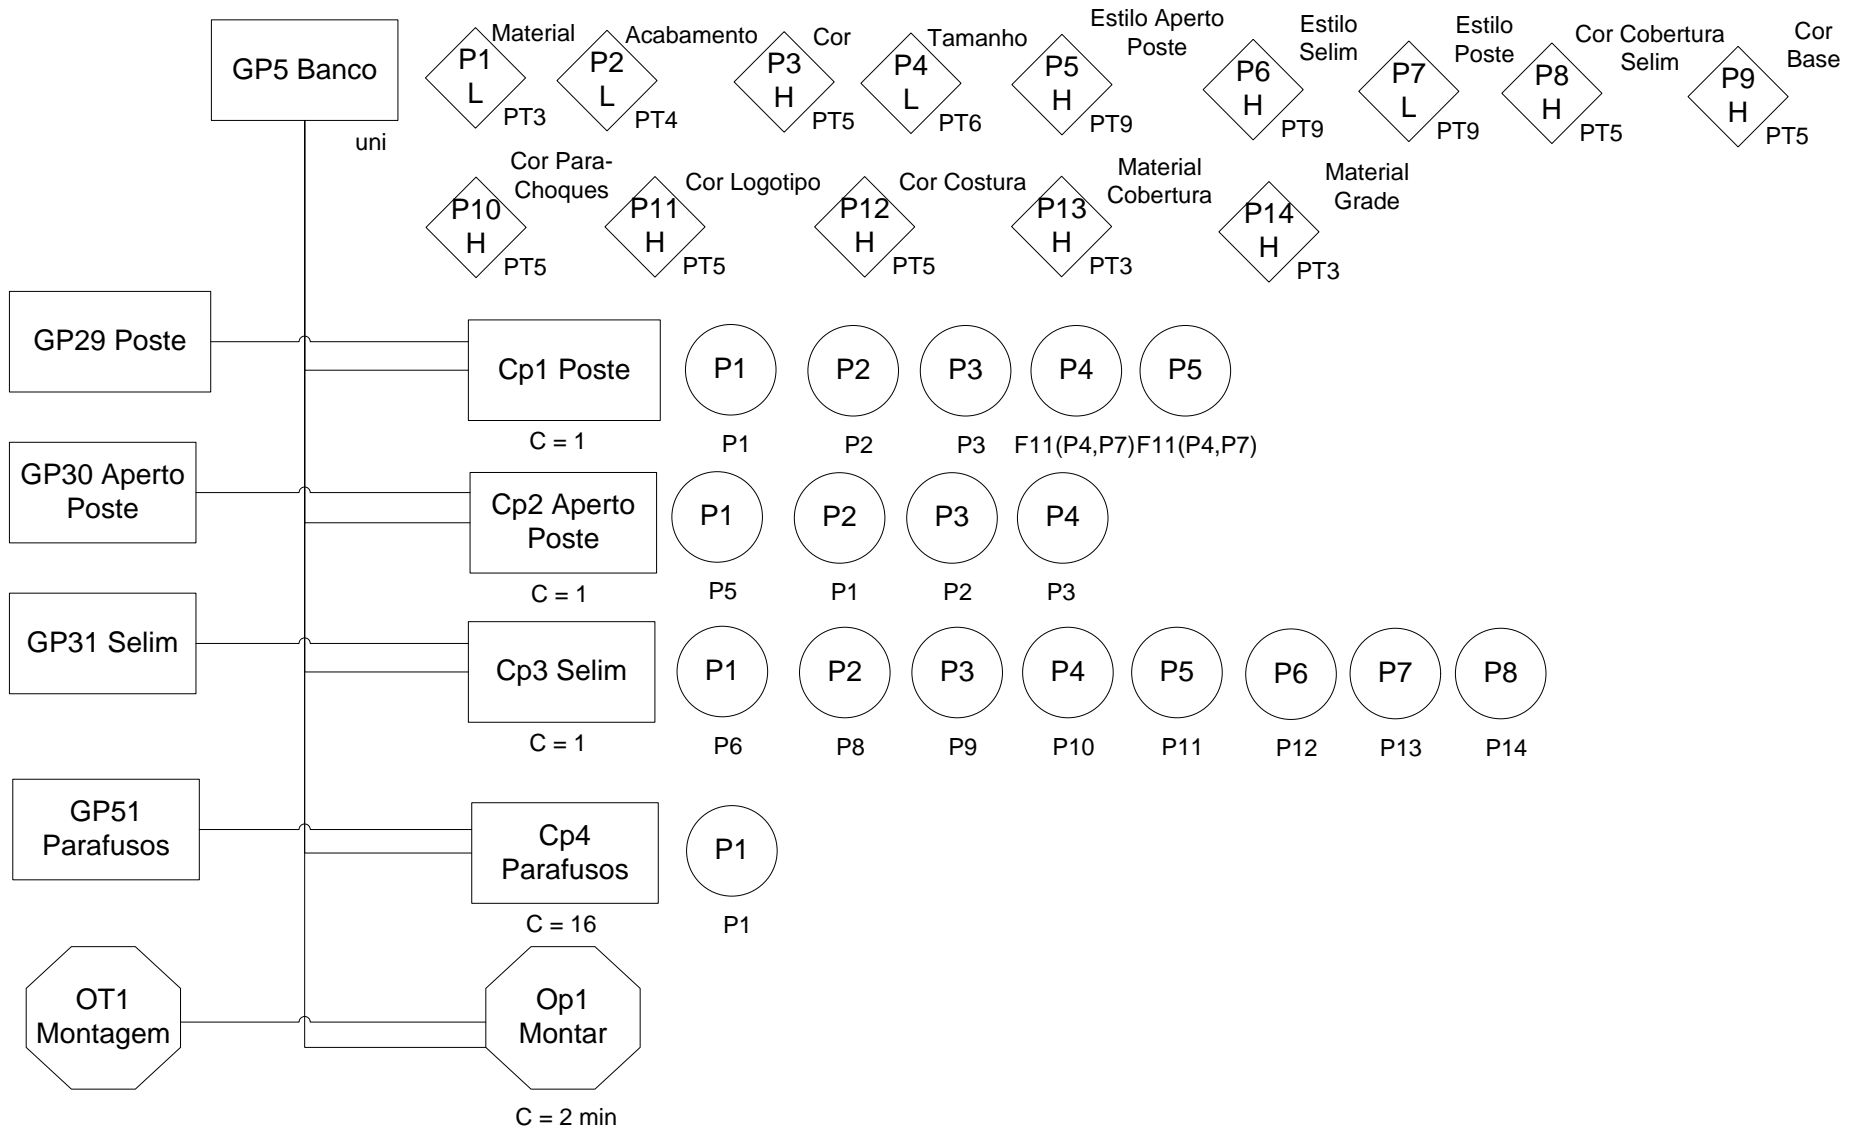 GP5 Banco
uni
P1
L
Material
PT3
P2
L
Acabamento
PT4
P3
H
Cor
PT5
P4
L
Tamanho
PT6
P5
H
Estilo Aperto
Poste
PT9
P6
H
Estilo
Selim
PT9
P7
L
Estilo
Poste
PT9
P8
H
Cor Cobertura
Selim
PT5
P9
H
Cor
Base
PT5
P10
H
Cor Para-
Choques
PT5
P11
H
Cor Logotipo
PT5
P12
H
Cor Costura
PT5
P13
H
Material
Cobertura
PT3
P14
H
Material
Grade
PT3
GP29 Poste
Cp1 Poste
C = 1
P1 P2 P3 P4 P5
P1 P2 P3 F11(P4,P7) F11(P4,P7)
GP30 Aperto
Poste
Cp2 Aperto
Poste
C = 1
P1 P2 P3 P4
P5 P1 P2 P3
GP31 Selim
Cp3 Selim
C = 1
P1 P2 P3 P4 P5 P6 P7 P8
P6 P8 P9 P10 P11 P12 P13 P14
GP51
Parafusos
Cp4
Parafusos
C = 16
P1
P1
OT1
Montagem
Op1
Montar
C = 2 min